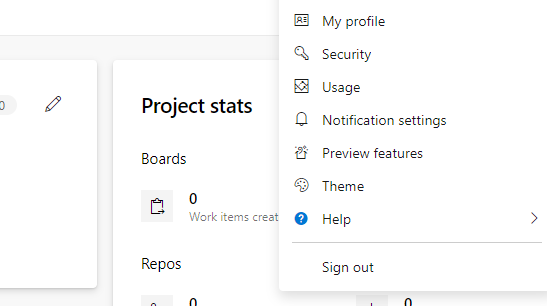 My profile
Security
Usage
Notification settings
Preview features
Theme
Help
Sign out
0
Project stats
Boards
0
Work items creat
Repos
0
0